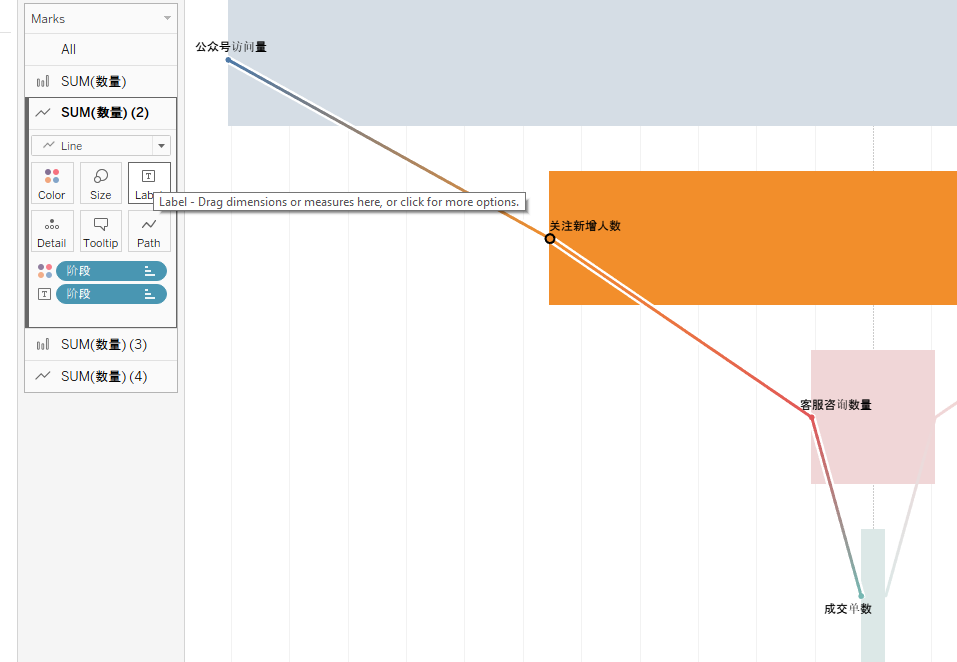 Marks
All
SUM(数量)
SUM(数量) (2)
Line
Color
Size
Label
Label - Drag dimensions or measures here, or click for more options.
Detail
Tooltip
Path
阶段
阶段
SUM(数量) (3)
SUM(数量) (4)
公众号访问量
关注新增人数
客服咨询数量
成交单数